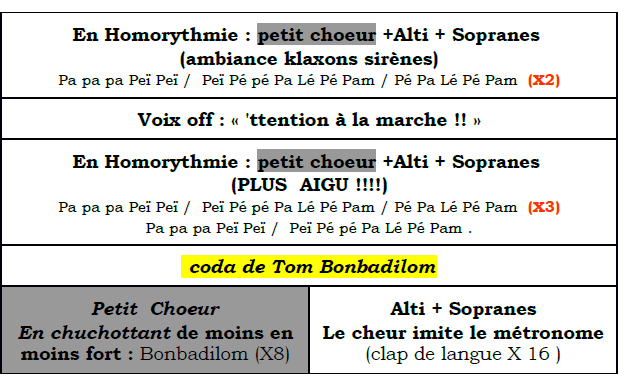 En Homorythmie : petit choeur +Alti + Sopranes
(ambiance klaxons sirènes)
Pa pa pa Peï Peï / Peï Pé pé Pa Lé Pé Pam / Pé Pa Lé Pé Pam (X2)
Voix off : « 'ttention à la marche !! »
En Homorythmie : petit choeur +Alti + Sopranes
(PLUS AIGU !!!!)
Pa pa pa Peï Peï / Peï Pé pé Pa Lé Pé Pam / Pé Pa Lé Pé Pam (X3)
Pa pa pa Peï Peï / Peï Pé pé Pa Lé Pé Pam .
coda de Tom Bonbadilom
Petit Choeur
En chuchottant de moins en
moins fort : Bonbadilom (X8)
Alti + Sopranes
Le cheur imite le métronome
(clap de langue X 16 )